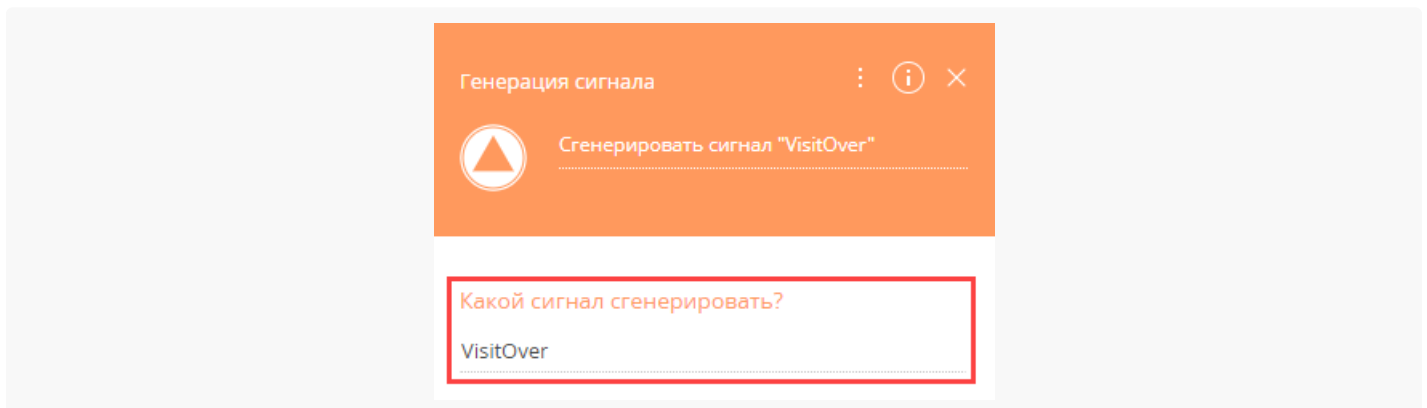 Генерация сигнала
Сгенерировать сигнал "VisitOver"
Какой сигнал сгенерировать?
VisitOver